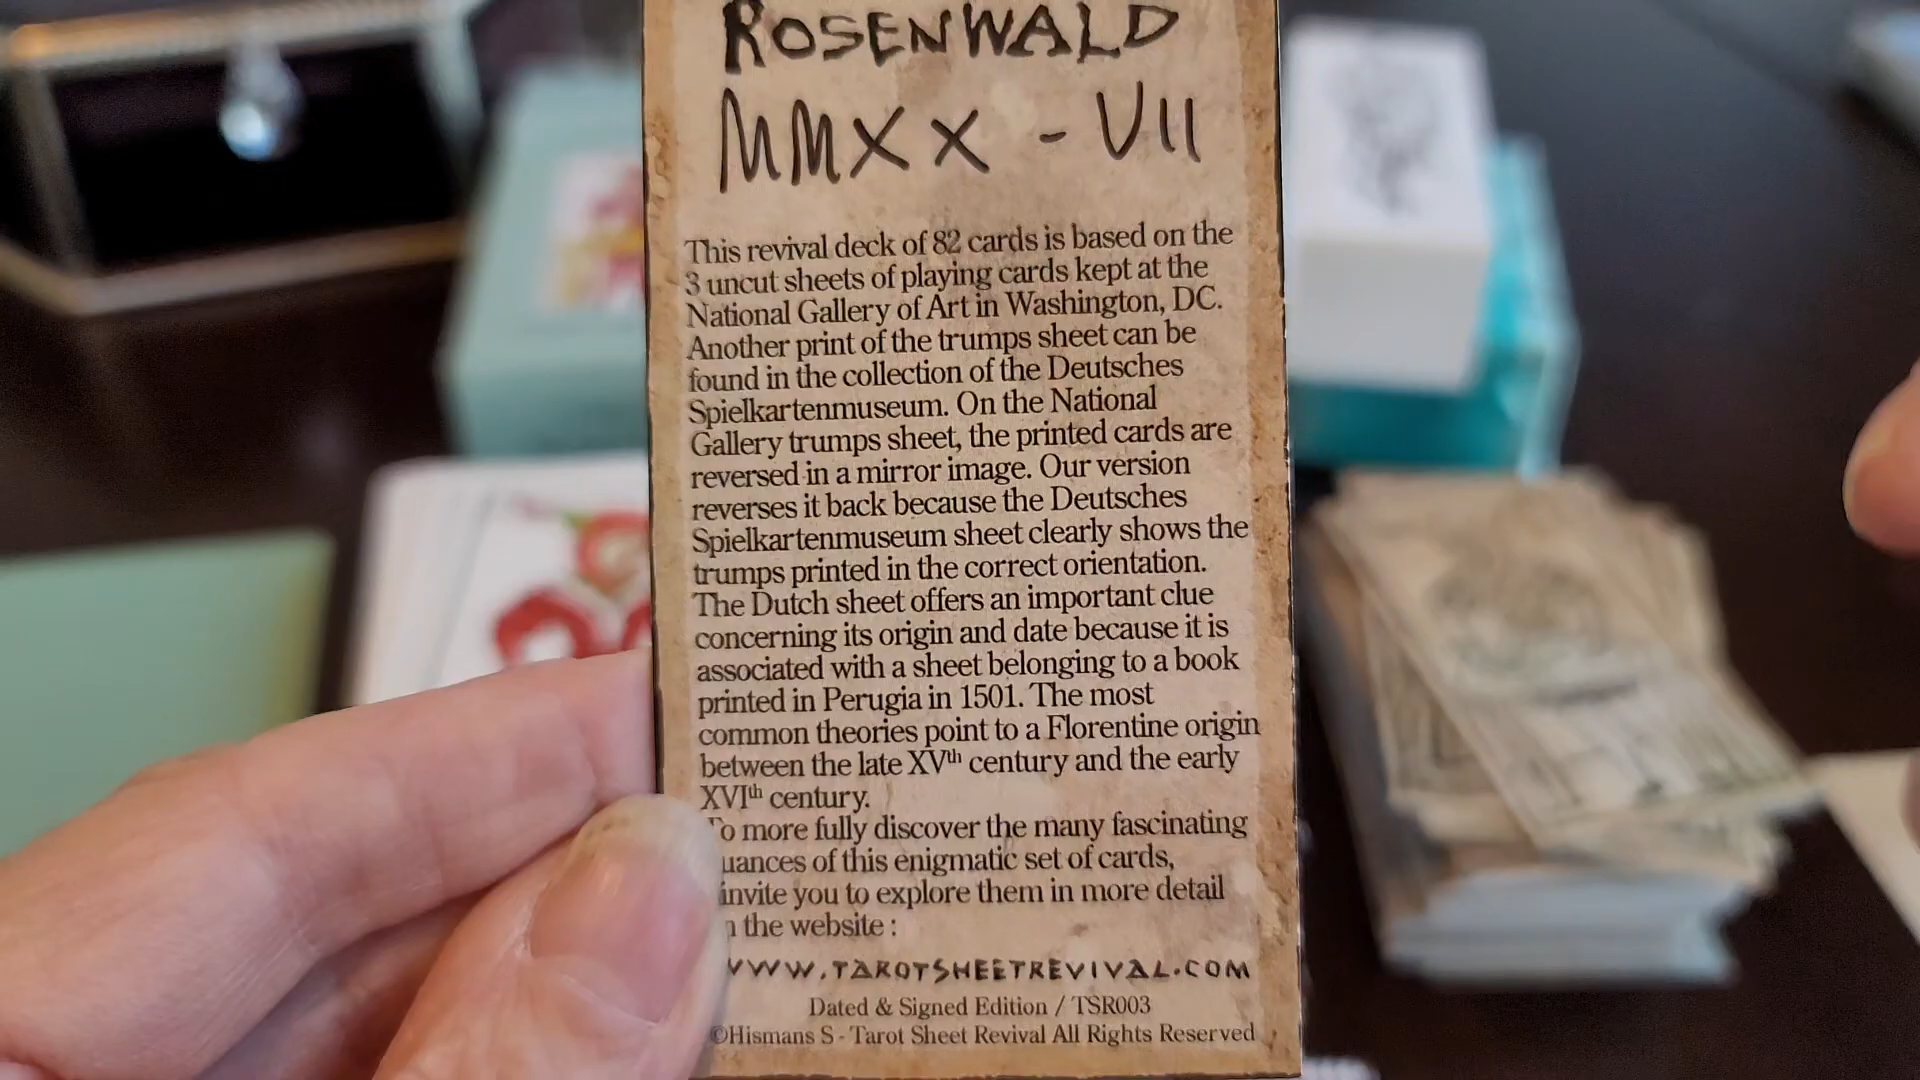 ROSENWALD
MMXX - VII
This revival deck of 82 cards is based on the
3 uncut sheets of playing cards kept at the
National Gallery of Art in Washington, DC.
Another print of the trumps sheet can be
found in the collection of the Deutsches
Spielkartenmuseum. On the National
Gallery trumps sheet, the printed cards are
reversed in a mirror image. Our version
reverses it back because the Deutsches
Spielkartenmuseum sheet clearly shows the
trumps printed in the correct orientation.
The Dutch sheet offers an important clue
concerning its origin and date because it is
associated with a sheet belonging to a book
printed in Perugia in 1501. The most
common theories point to a Florentine origin
between the late XVth century and the early
XVIth century.
To more fully discover the many fascinating
uances of this enigmatic set of cards,
invite you to explore them in more detail
the website :
WWW.TAROTSHEETREVIVAL.COM
Dated & Signed Edition / TSR003
©Hismans S - Tarot Sheet Revival All Rights Reserved